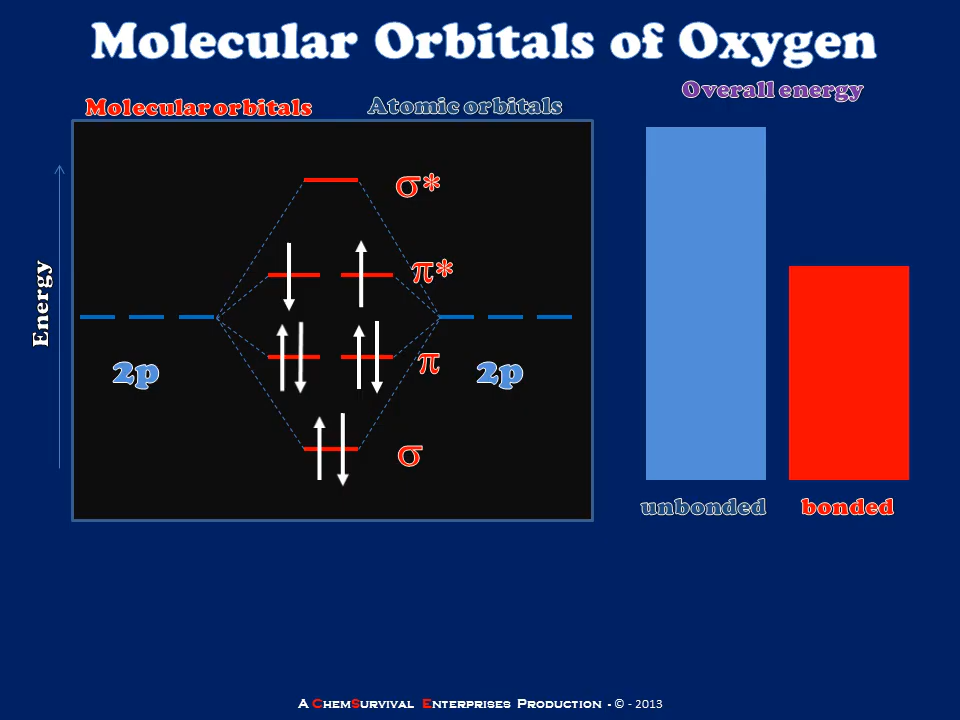 Molecular Orbitals of Oxygen
Overall energy
Molecular orbitals
Atomic orbitals
σ*
π*
Energy
π
2p
2p
σ
unbonded
bonded
A ChemSurvival Enterprises Production - © - 2013